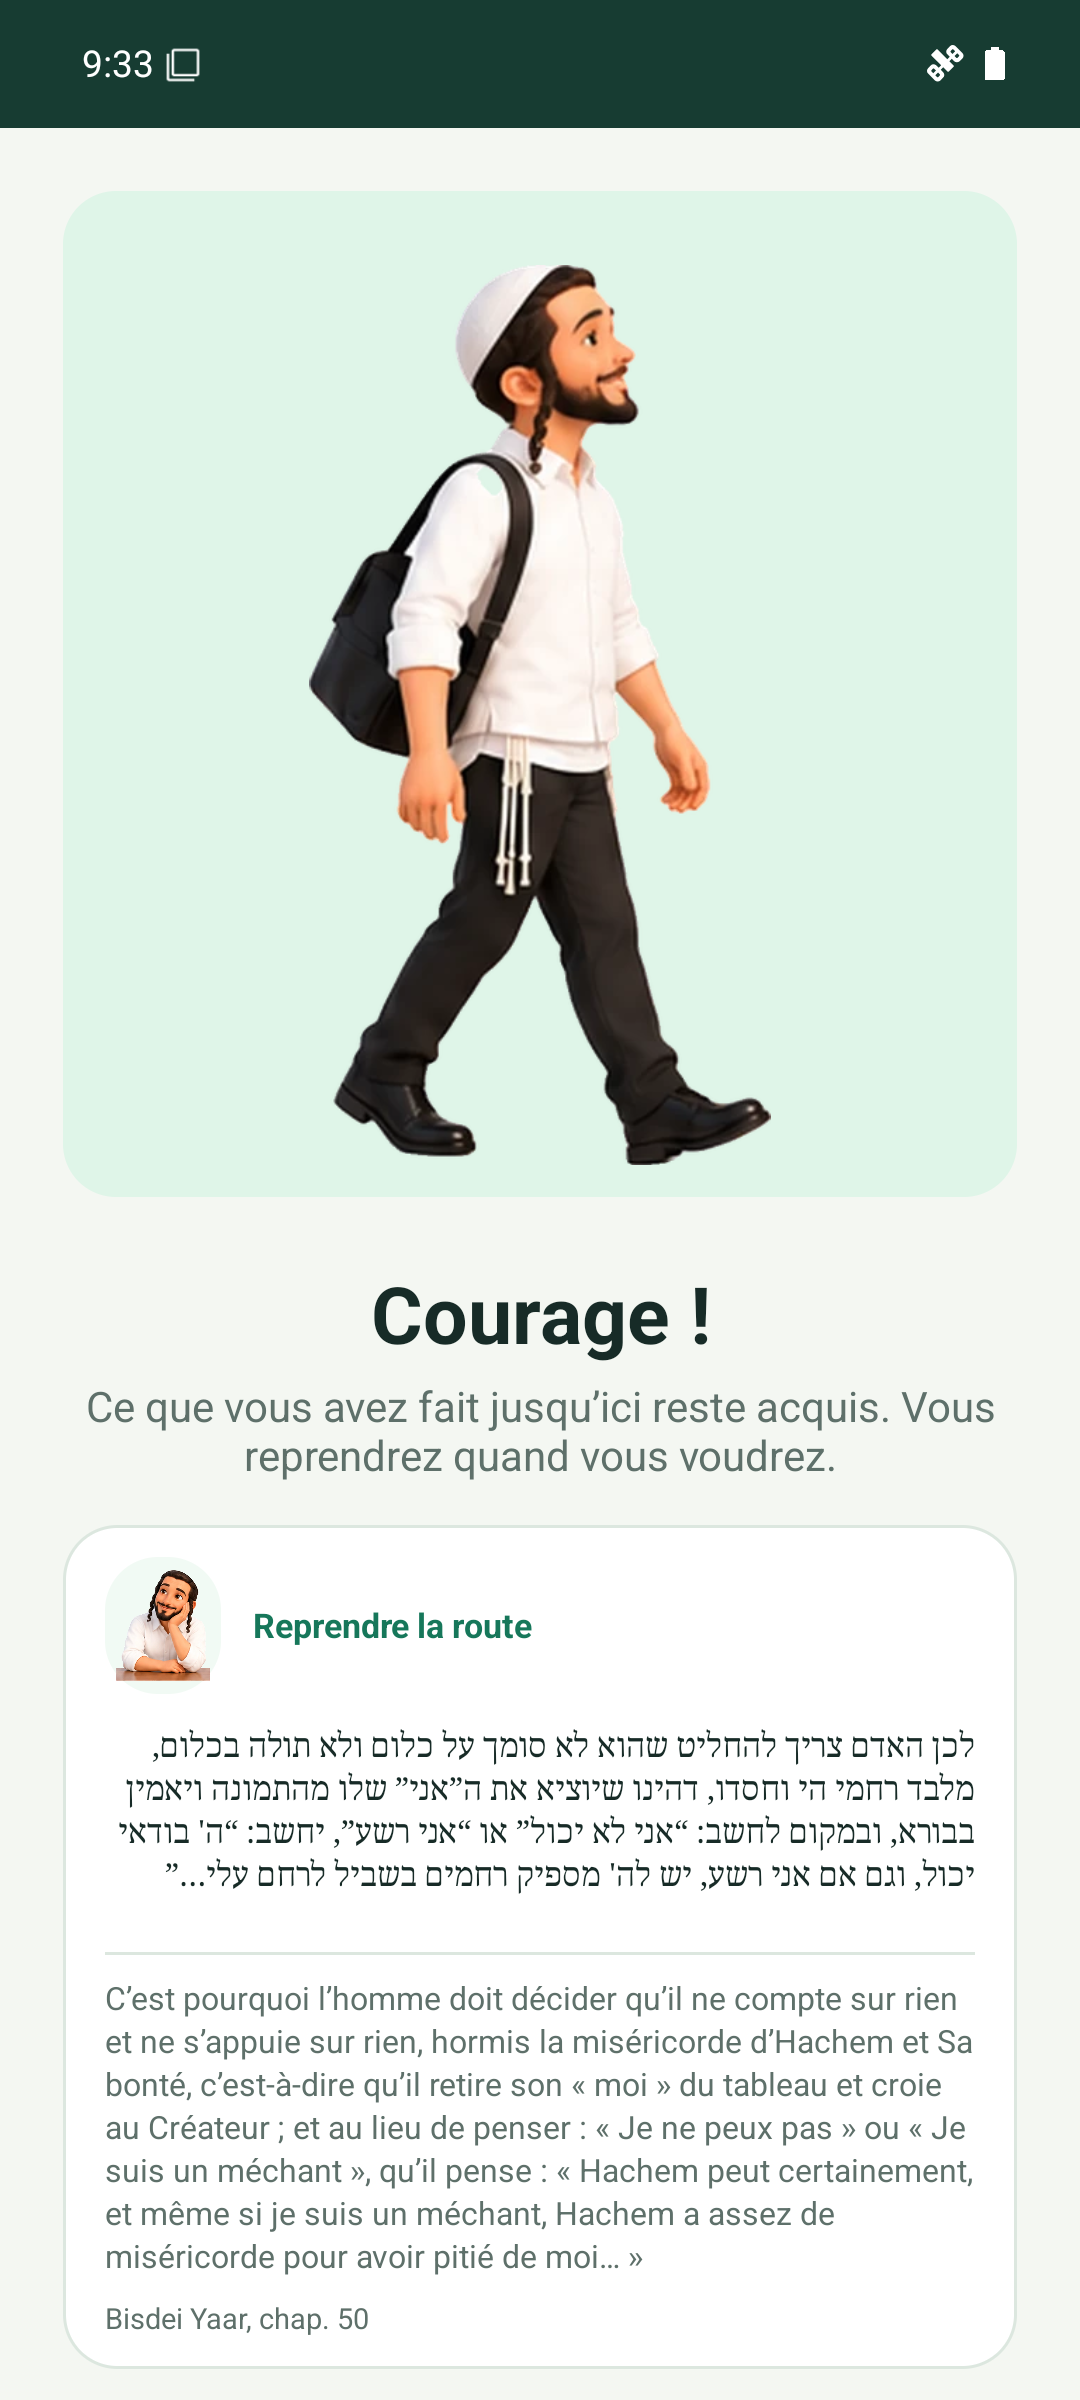 9:33
Courage !
Ce que vous avez fait jusqu’ici reste acquis. Vous
reprendrez quand vous voudrez.
Reprendre la route
לכן האדם צריך להחליט שהוא לא סומך על כלום ולא תולה בכלום,
מלבד רחמי הי וחסדו, דהינו שיוציא את ה”אני” שלו מהתמונה ויאמין
בבורא, ובמקום לחשב: “אני לא יכול” או “אני רשע”, יחשב: “ה' בודאי
יכול, וגם אם אני רשע, יש לה' מספיק רחמים בשביל לרחם עלי...”
C’est pourquoi l’homme doit décider qu’il ne compte sur rien
et ne s’appuie sur rien, hormis la miséricorde d’Hachem et Sa
bonté, c’est-à-dire qu’il retire son « moi » du tableau et croie
au Créateur ; et au lieu de penser : « Je ne peux pas » ou « Je
suis un méchant », qu’il pense : « Hachem peut certainement,
et même si je suis un méchant, Hachem a assez de
miséricorde pour avoir pitié de moi… »
Bisdei Yaar, chap. 50